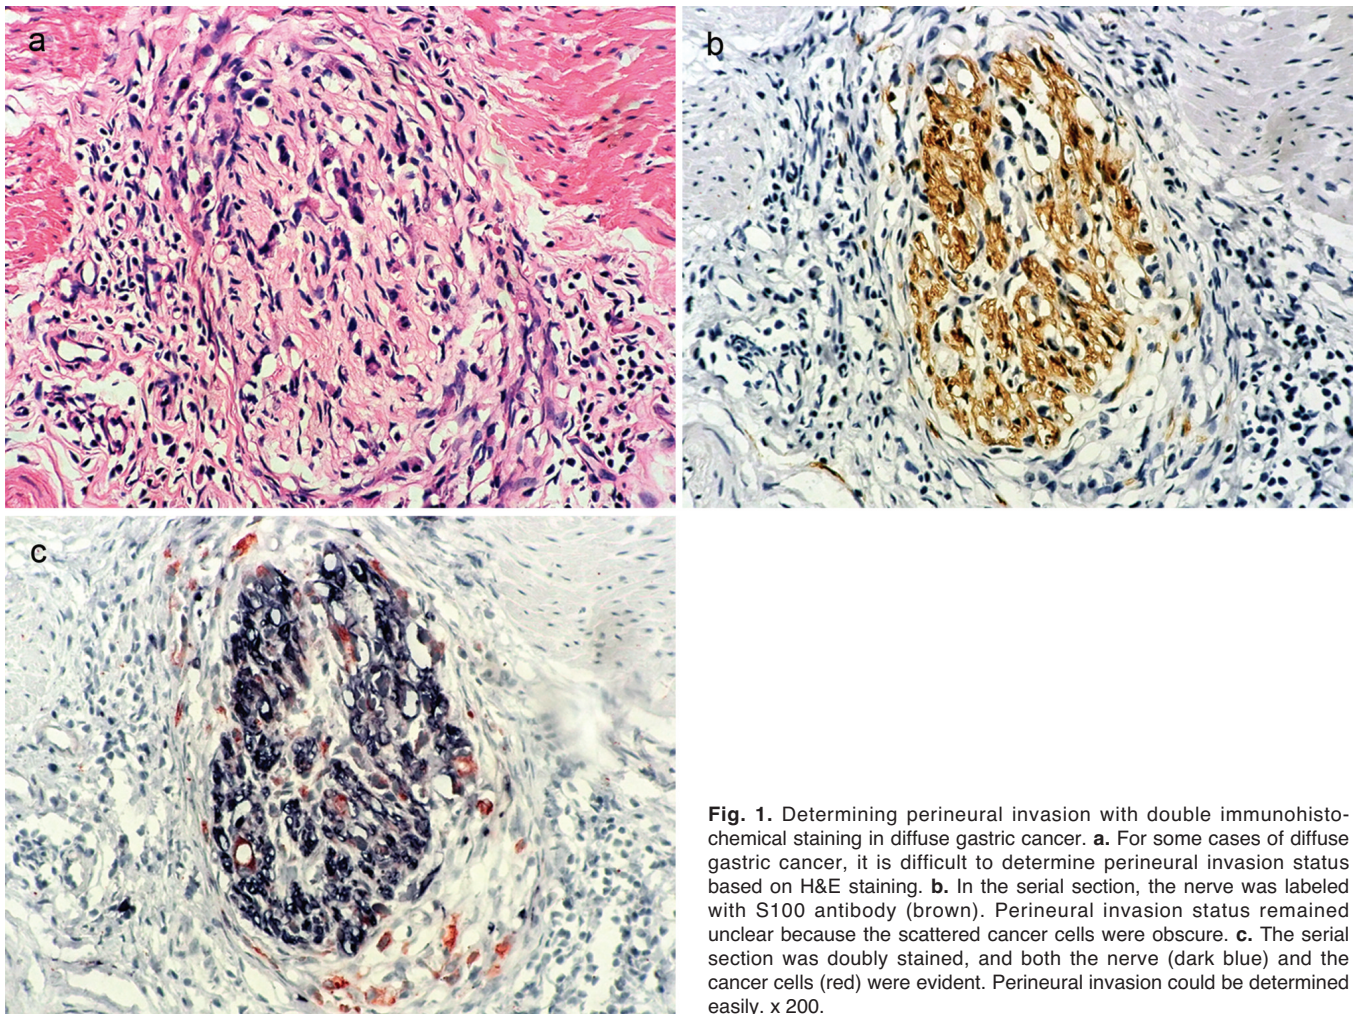 a
b
c
Fig. 1. Determining perineural invasion with double immunohisto-
chemical staining in diffuse gastric cancer. a. For some cases of diffuse
gastric cancer, it is difficult to determine perineural invasion status
based on H&E staining. b. In the serial section, the nerve was labeled
with S100 antibody (brown). Perineural invasion status remained
unclear because the scattered cancer cells were obscure. c. The serial
section was doubly stained, and both the nerve (dark blue) and the
cancer cells (red) were evident. Perineural invasion could be determined
easily. x 200.